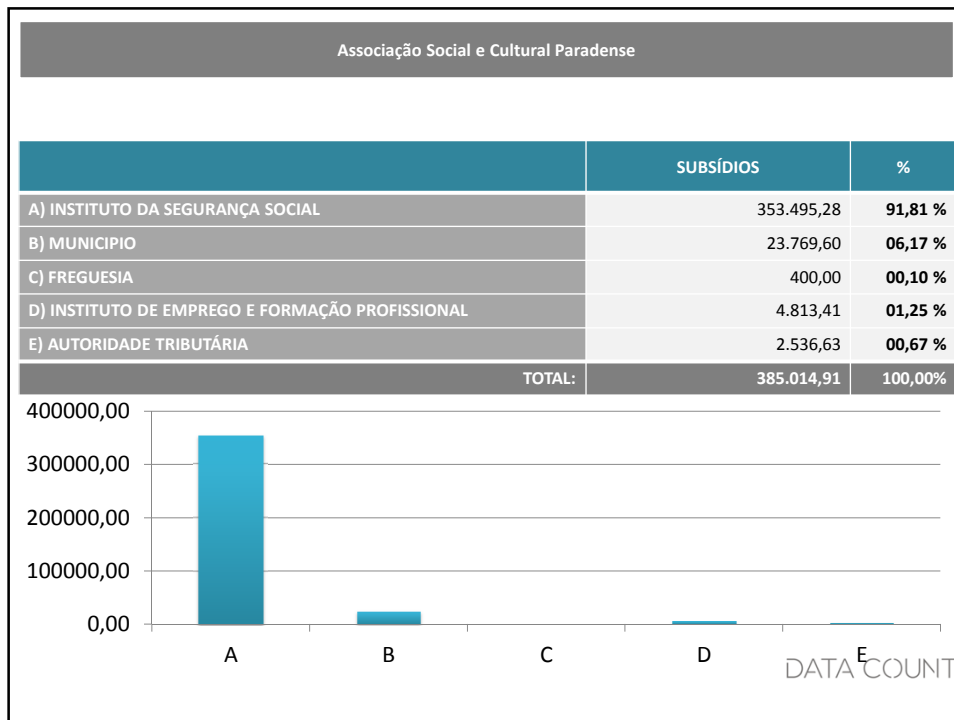 Associação Social e Cultural Paradense
SUBSÍDIOS %
A) INSTITUTO DA SEGURANÇA SOCIAL 353.495,28 91,81 %
B) MUNICIPIO 23.769,60 06,17 %
C) FREGUESIA 400,00 00,10 %
D) INSTITUTO DE EMPREGO E FORMAÇÃO PROFISSIONAL 4.813,41 01,25 %
E) AUTORIDADE TRIBUTÁRIA 2.536,63 00,67 %
TOTAL: 385.014,91 100,00%
400000,00
300000,00
200000,00
100000,00
0,00
A B C D E
DATA COUNT